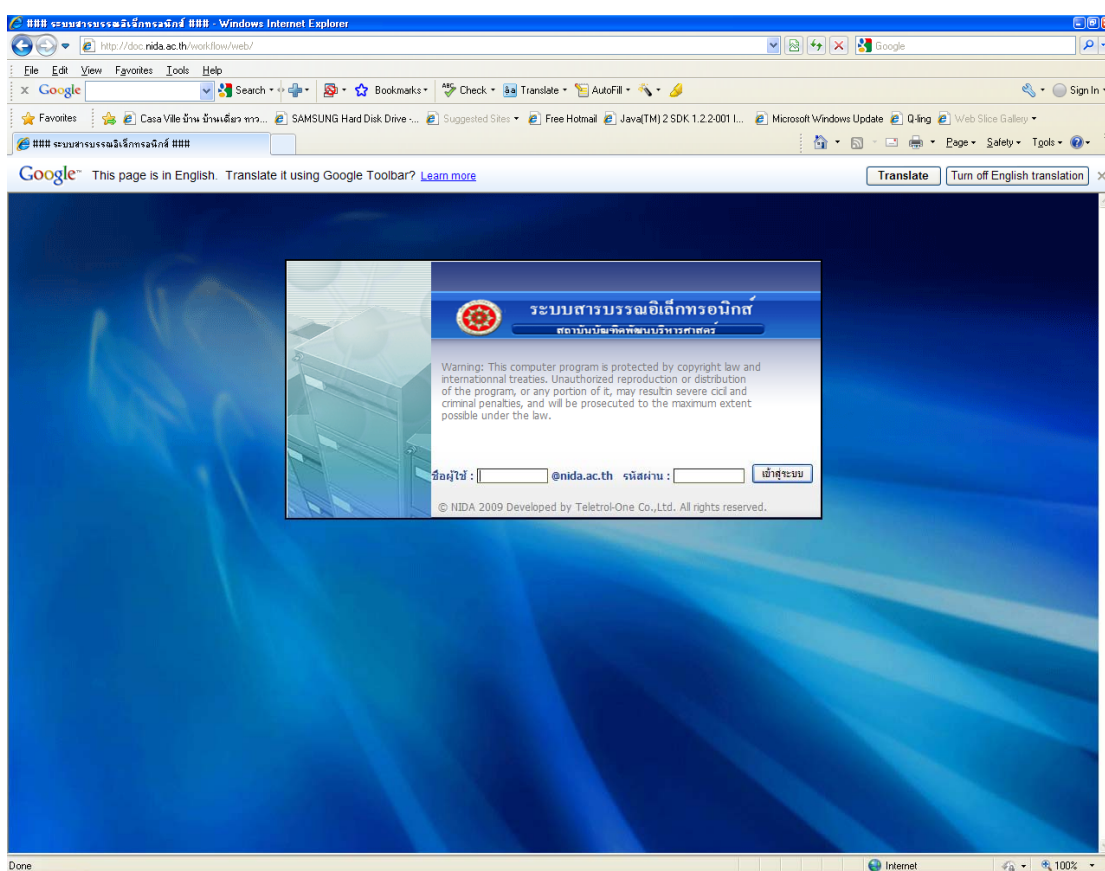 ### ระบบสารบรรณอิเล็กทรอนิกส์ ### - Windows Internet Explorer
http://doc.nida.ac.th/workflow/web/
Google
File Edit View Favorites Tools Help
x Google Search Bookmarks Check Translate AutoFill Sign In
Favorites Casa Ville บ้าน บ้านเดี่ยว ทาว... SAMSUNG Hard Disk Drive -... Suggested Sites Free Hotmail Java(TM) 2 SDK 1.2.2-001 I... Microsoft Windows Update Q-ling Web Slice Gallery
### ระบบสารบรรณอิเล็กทรอนิกส์ ###
Page Safety Tools
Google™ This page is in English. Translate it using Google Toolbar? Learn more Translate Turn off English translation
ระบบสารบรรณอิเล็กทรอนิกส์
สถาบันบัณฑิตพัฒนบริหารศาสตร์
Warning: This computer program is protected by copyright law and
internationnal treaties. Unauthorized reproduction or distribution
of the program, or any portion of it, may resultin severe cicil and
criminal penalties, and will be prosecuted to the maximum extent
possible under the law.
ชื่อผู้ใช้ : @nida.ac.th รหัสผ่าน : เข้าสู่ระบบ
© NIDA 2009 Developed by Teletrol-One Co.,Ltd. All rights reserved.
Done Internet 100%